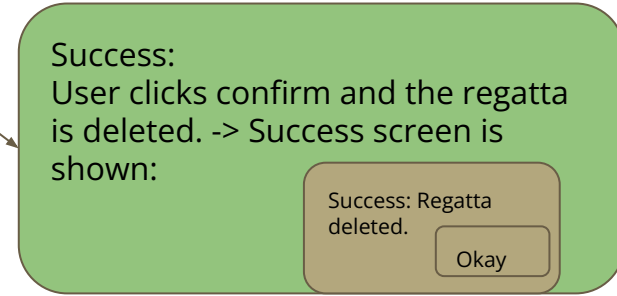 Success:
User clicks confirm and the regatta
is deleted. -> Success screen is
shown:
Success: Regatta
deleted.
Okay